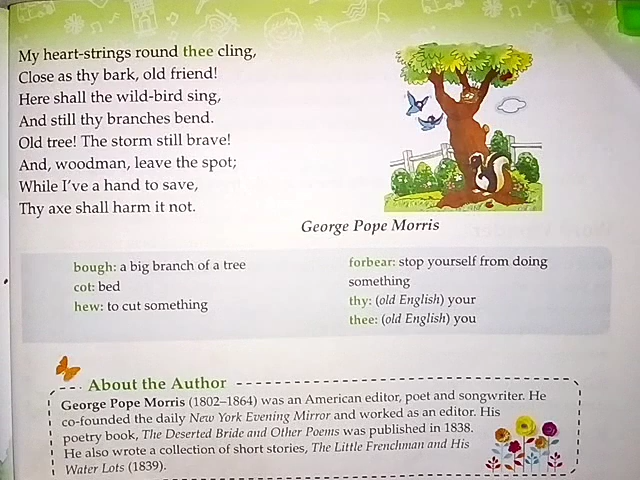 My heart-strings round thee cling,
Close as thy bark, old friend!
Here shall the wild-bird sing,
And still thy branches bend.
Old tree! The storm still brave!
And, woodman, leave the spot;
While I've a hand to save,
Thy axe shall harm it not.
George Pope Morris
bough: a big branch of a tree
cot: bed
hew: to cut something
forbear: stop yourself from doing
something
thy: (old English) your
thee: (old English) you
About the Author
George Pope Morris (1802–1864) was an American editor, poet and songwriter. He
co-founded the daily New York Evening Mirror and worked as an editor. His
poetry book, The Deserted Bride and Other Poems was published in 1838.
He also wrote a collection of short stories, The Little Frenchman and His
Water Lots (1839).